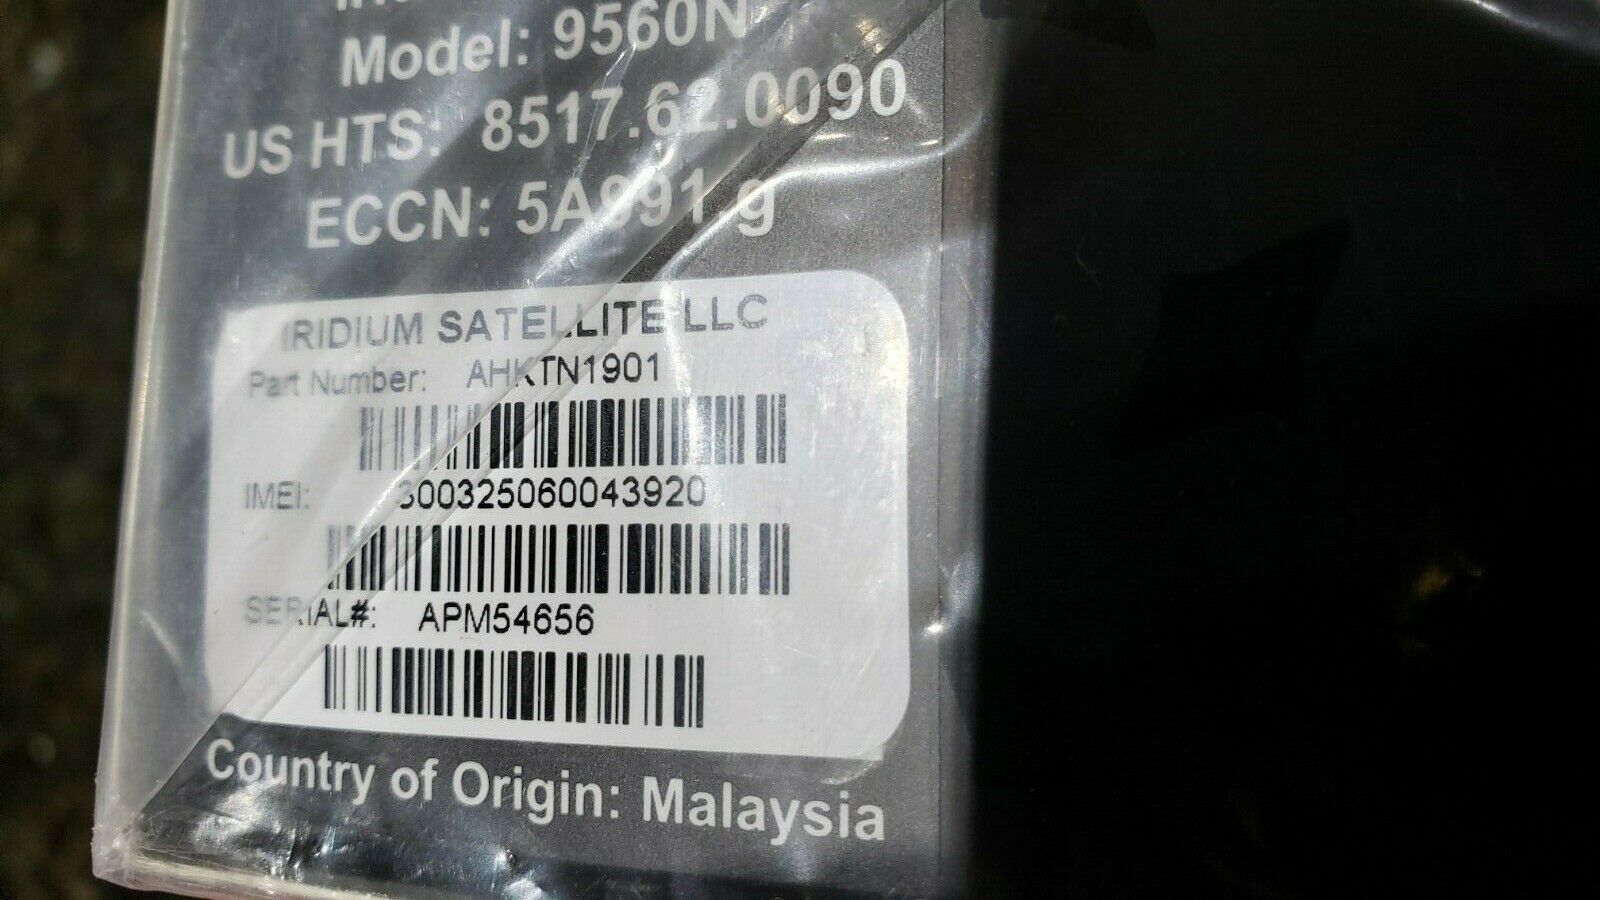 Model: 9560N
US HTS: 8517.62.0090
ECCN: 5A991.g
IRIDIUM SATELLITE LLC
Part Number: AHKTN1901
IMEI: 300325060043920
SERIAL#: APM54656
Country of Origin: Malaysia